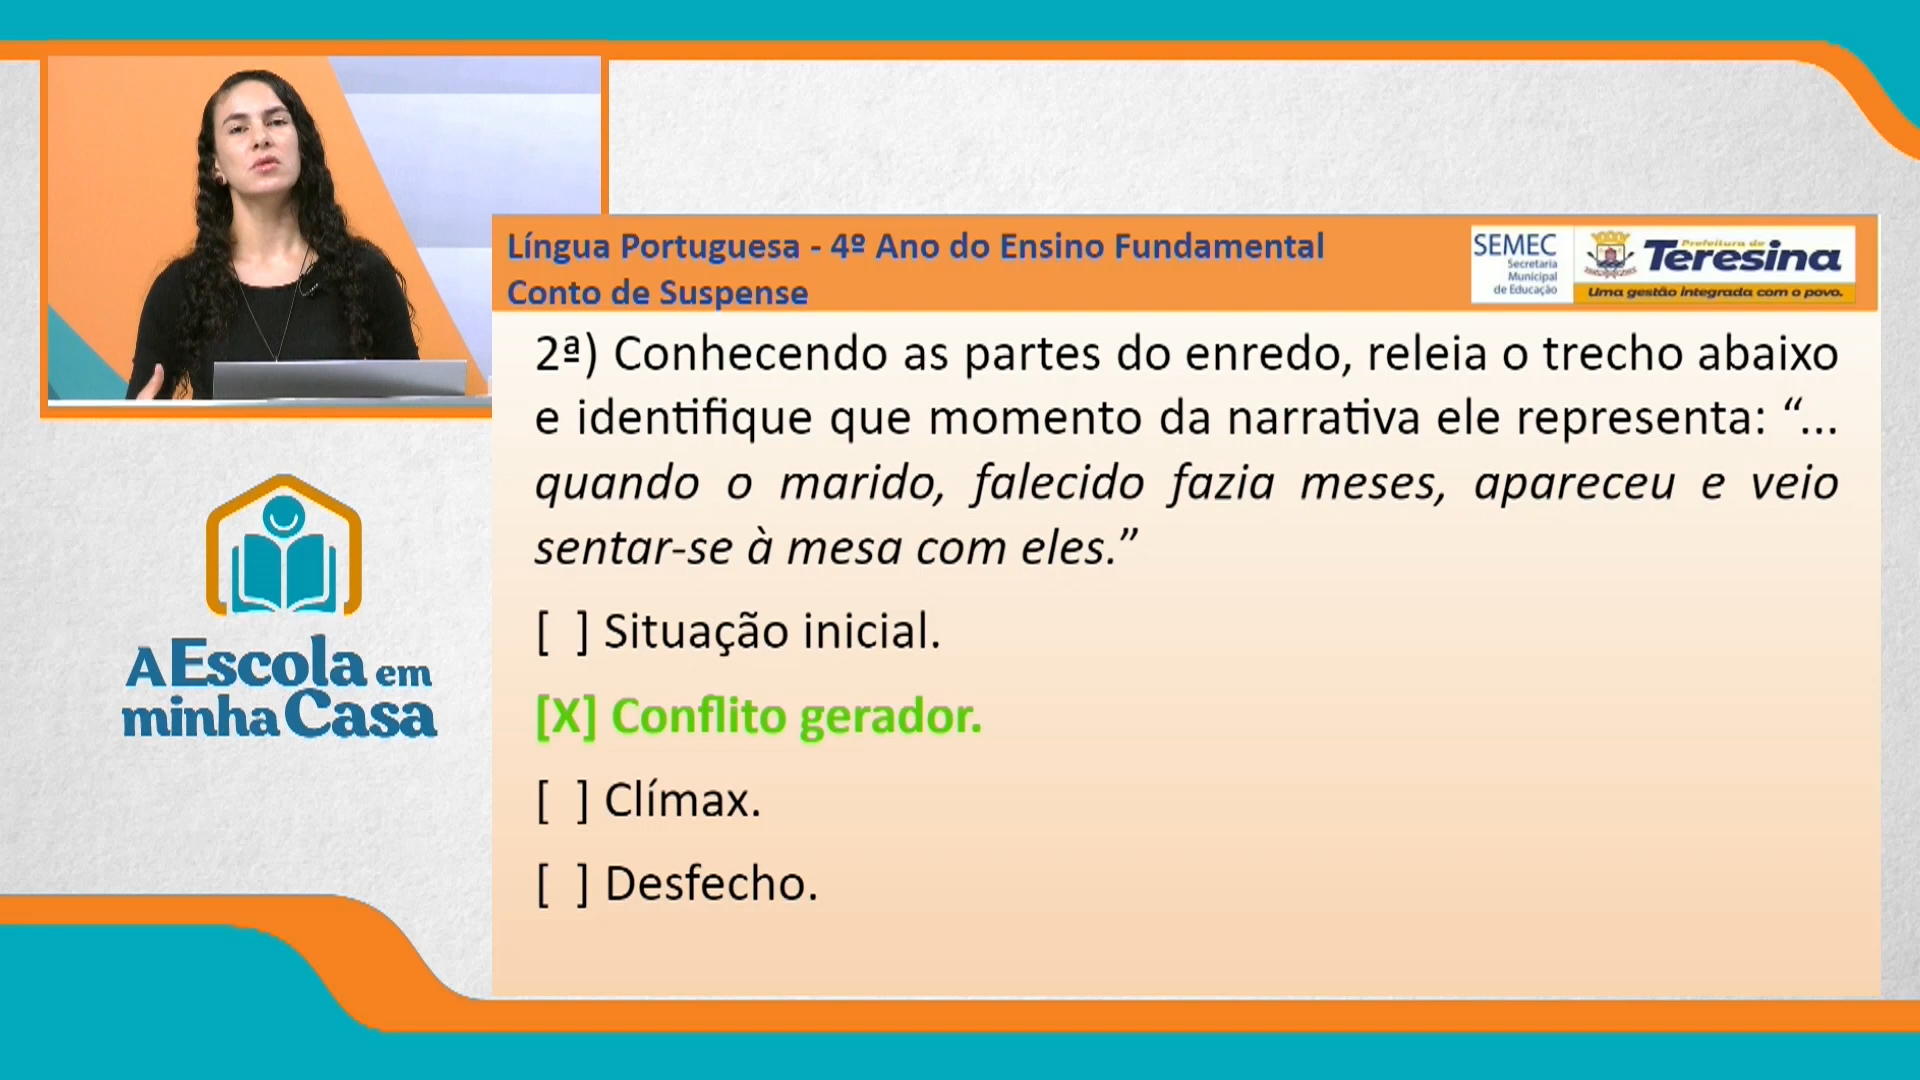 Língua Portuguesa - 4º Ano do Ensino Fundamental
Conto de Suspense
SEMEC
Secretaria
Municipal
de Educação
Prefeitura de
Teresina
Uma gestão integrada com o povo.
2ª) Conhecendo as partes do enredo, releia o trecho abaixo
e identifique que momento da narrativa ele representa: “...
quando o marido, falecido fazia meses, apareceu e veio
sentar-se à mesa com eles.”
[ ] Situação inicial.
[X] Conflito gerador.
[ ] Clímax.
[ ] Desfecho.
A Escola em
minha Casa